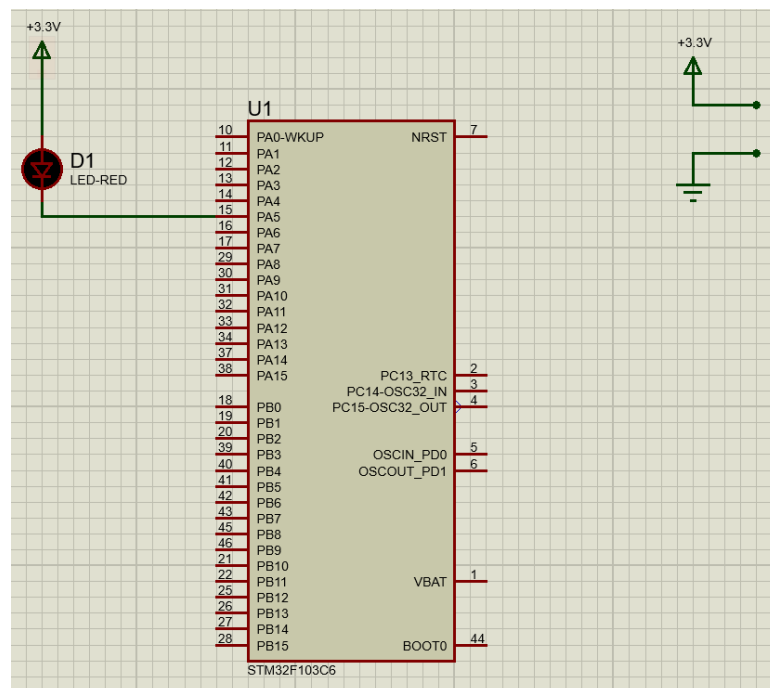 +3.3V
+3.3V
U1
10 PA0-WKUP NRST 7
11 PA1
12 PA2
D1
LED-RED
13 PA3
14 PA4
15 PA5
16 PA6
17 PA7
29 PA8
30 PA9
31 PA10
32 PA11
33 PA12
34 PA13
37 PA14
38 PA15 PC13_RTC 2
PC14-OSC32_IN 3
18 PB0 PC15-OSC32_OUT 4
19 PB1
20 PB2
39 PB3 OSCIN_PD0 5
40 PB4 OSCOUT_PD1 6
41 PB5
42 PB6
43 PB7
45 PB8
46 PB9
21 PB10
22 PB11 VBAT 1
25 PB12
26 PB13
27 PB14
28 PB15 BOOT0 44
STM32F103C6